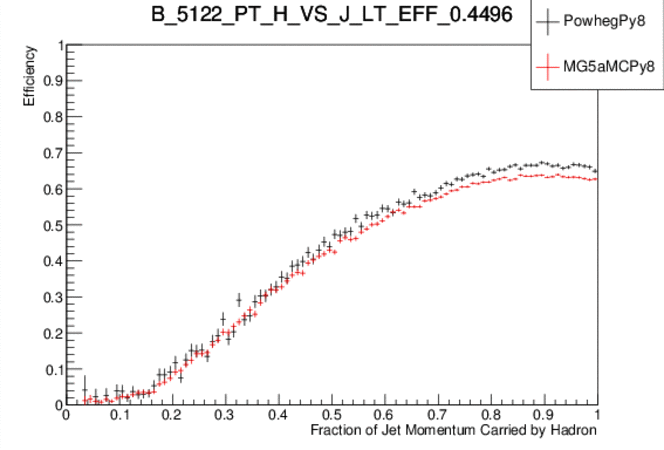 B_5122_PT_H_VS_J_LT_EFF_0.4496
PowhegPy8
MG5aMCPy8
Efficiency
1
0.9
0.8
0.7
0.6
0.5
0.4
0.3
0.2
0.1
0
0 0.1 0.2 0.3 0.4 0.5 0.6 0.7 0.8 0.9 1
Fraction of Jet Momentum Carried by Hadron